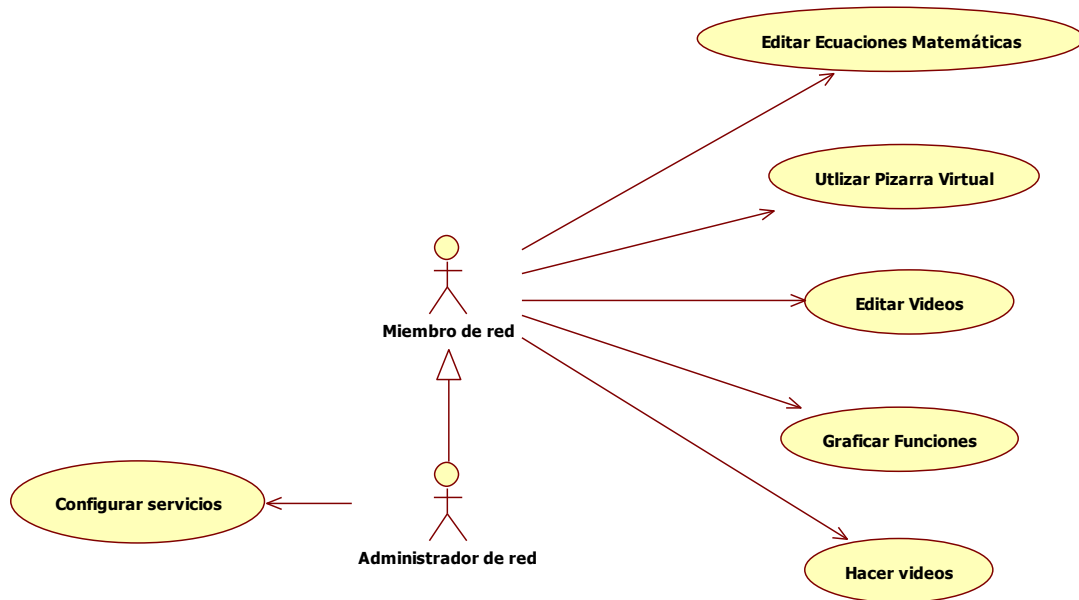 Editar Ecuaciones Matemáticas
Utlizar Pizarra Virtual
Editar Videos
Miembro de red
Graficar Funciones
Configurar servicios
Administrador de red
Hacer videos